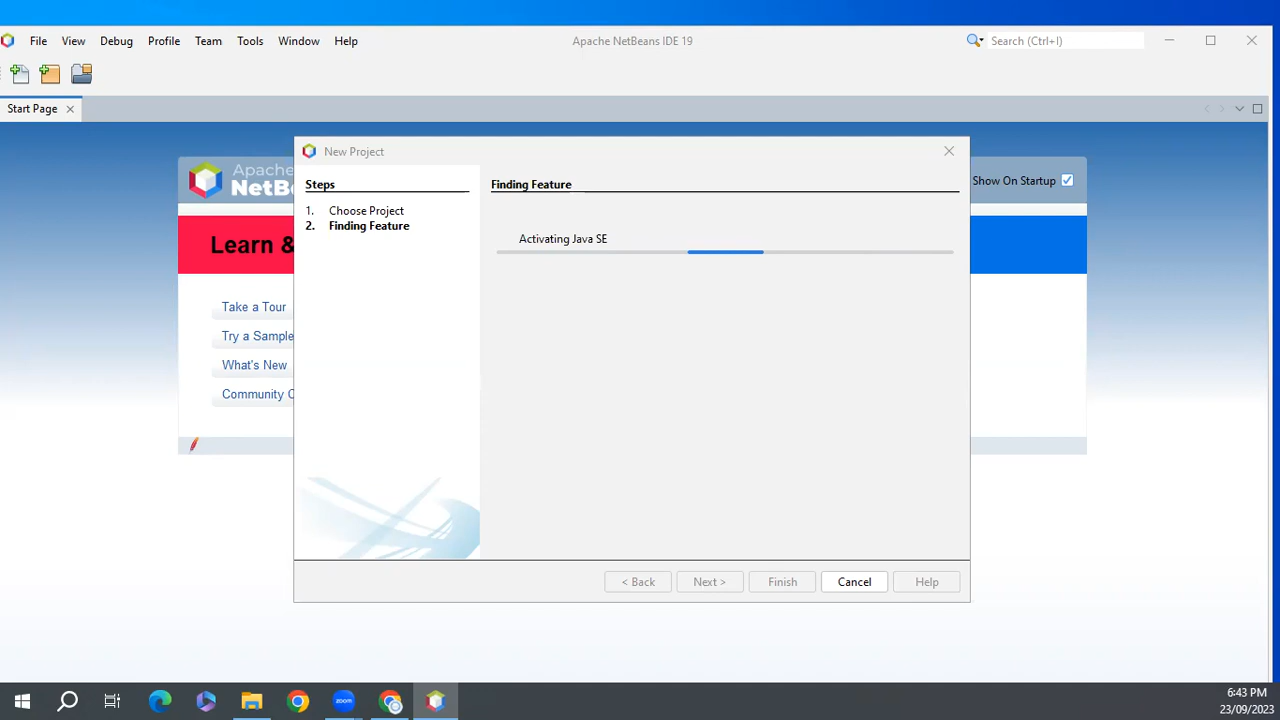 File View Debug Profile Team Tools Window Help Apache NetBeans IDE 19 Search (Ctrl+I)
Start Page
New Project
Apache
Show On Startup
Steps
Finding Feature
1. Choose Project
2. Finding Feature
Activating Java SE
Learn &
Take a Tour
Try a Sample
What's New
Community
< Back Next > Finish Cancel Help
zoom
6:43 PM
23/09/2023